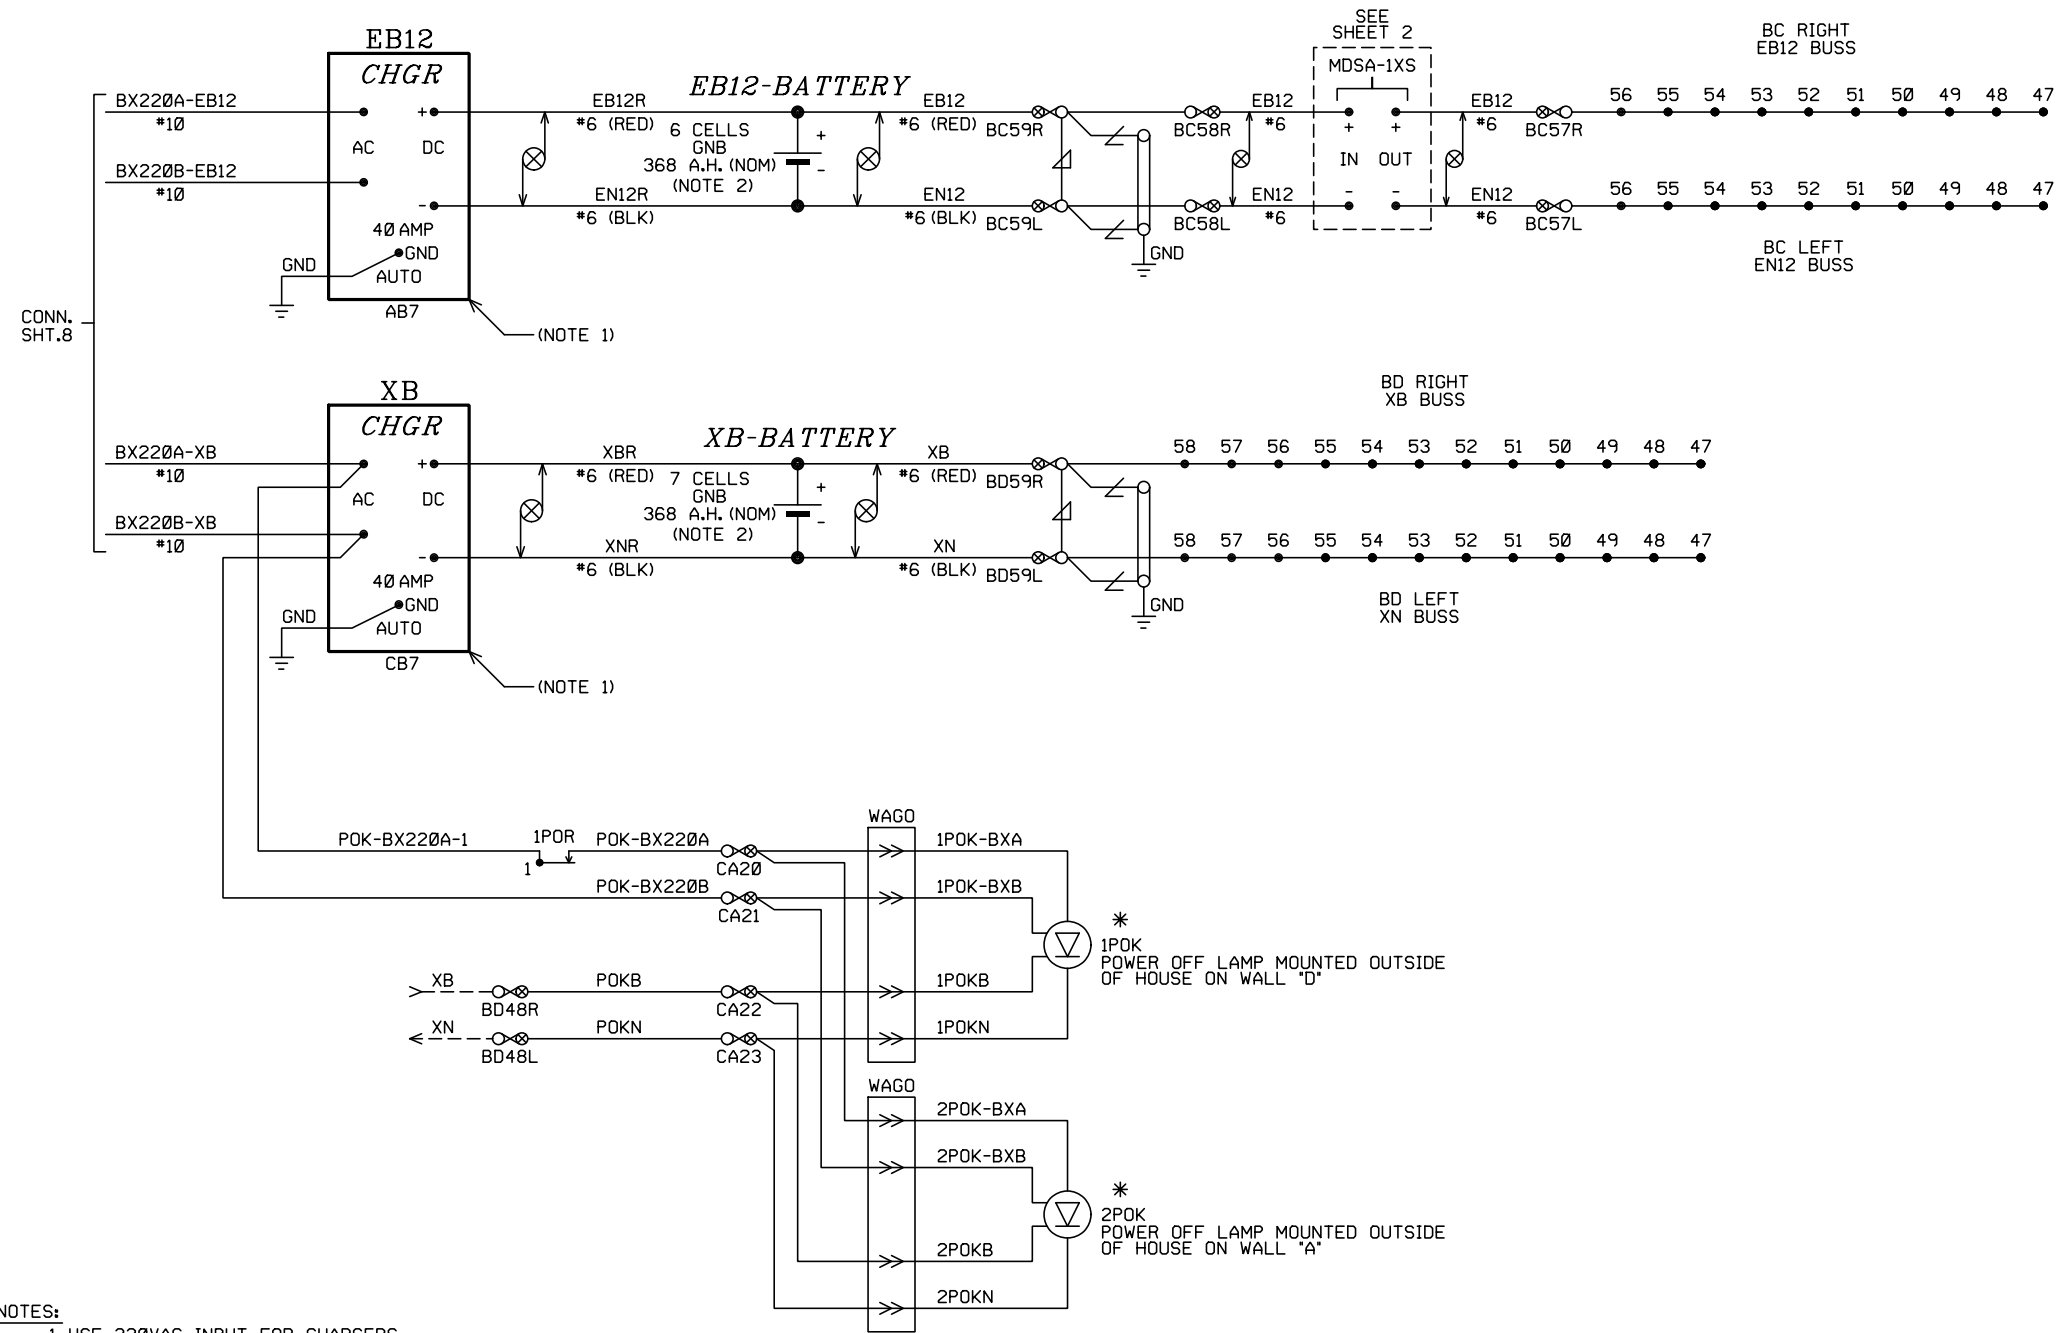 SEE
SHEET 2
BC RIGHT
EB12 BUSS
EB12
CHGR
EB12-BATTERY
MDSA-1XS
BX220A-EB12
#10
BX220B-EB12
#10
+
AC DC
-
40 AMP
GND
AUTO
GND
AB7
(NOTE 1)
EB12R
#6 (RED)
6 CELLS
GNB
368 A.H.(NOM)
(NOTE 2)
+
-
EN12R
#6 (BLK)
EB12
#6 (RED)
BC59R
EN12
#6 (BLK)
BC59L
GND
BC58R
BC58L
EB12
#6
EN12
#6
+ +
IN OUT
- -
EB12
#6
BC57R
EN12
#6
BC57L
56 55 54 53 52 51 50 49 48 47
56 55 54 53 52 51 50 49 48 47
BC LEFT
EN12 BUSS
CONN.
SHT.8
XB
CHGR
XB-BATTERY
BD RIGHT
XB BUSS
BX220A-XB
#10
BX220B-XB
#10
+
AC DC
-
40 AMP
GND
AUTO
GND
CB7
(NOTE 1)
XBR
#6 (RED)
7 CELLS
GNB
368 A.H.(NOM)
(NOTE 2)
+
-
XNR
#6 (BLK)
XB
#6 (RED)
BD59R
XN
#6 (BLK)
BD59L
GND
58 57 56 55 54 53 52 51 50 49 48 47
58 57 56 55 54 53 52 51 50 49 48 47
BD LEFT
XN BUSS
WAGO
POK-BX220A-1
1POR
1
POK-BX220A
CA20
1POK-BXA
POK-BX220B
CA21
1POK-BXB
*
1POK
POWER OFF LAMP MOUNTED OUTSIDE
OF HOUSE ON WALL "D"
XB
BD48R
POKB
CA22
1POKB
XN
BD48L
POKN
CA23
1POKN
WAGO
2POK-BXA
2POK-BXB
*
2POK
POWER OFF LAMP MOUNTED OUTSIDE
OF HOUSE ON WALL "A"
2POKB
2POKN
NOTES:
1 USE 220VAC INPUT FOR CHARGERS